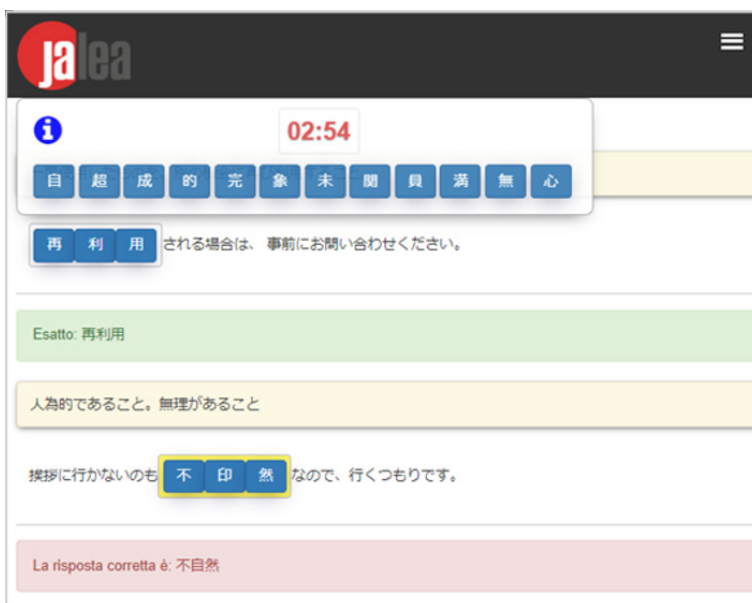 jalea
02:54
自 超 成 的 完 象 未 関 員 満 無 心
再 利 用 される場合は、 事前にお問い合わせください。
Esatto: 再利用
人為的であること。無理があること
挨拶に行かないのも 不 印 然 なので、行くつもりです。
La risposta corretta è: 不自然